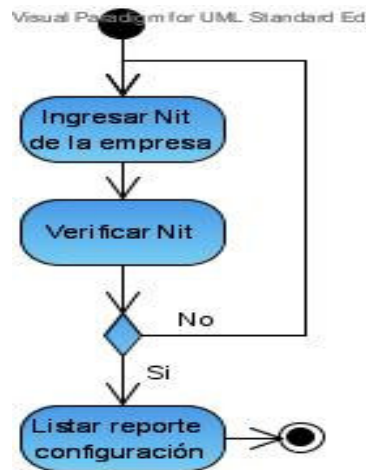 Visual Paradigm for UML Standard Ed
Ingresar Nit
de la empresa
Verificar Nit
No
Si
Listar reporte
configuración